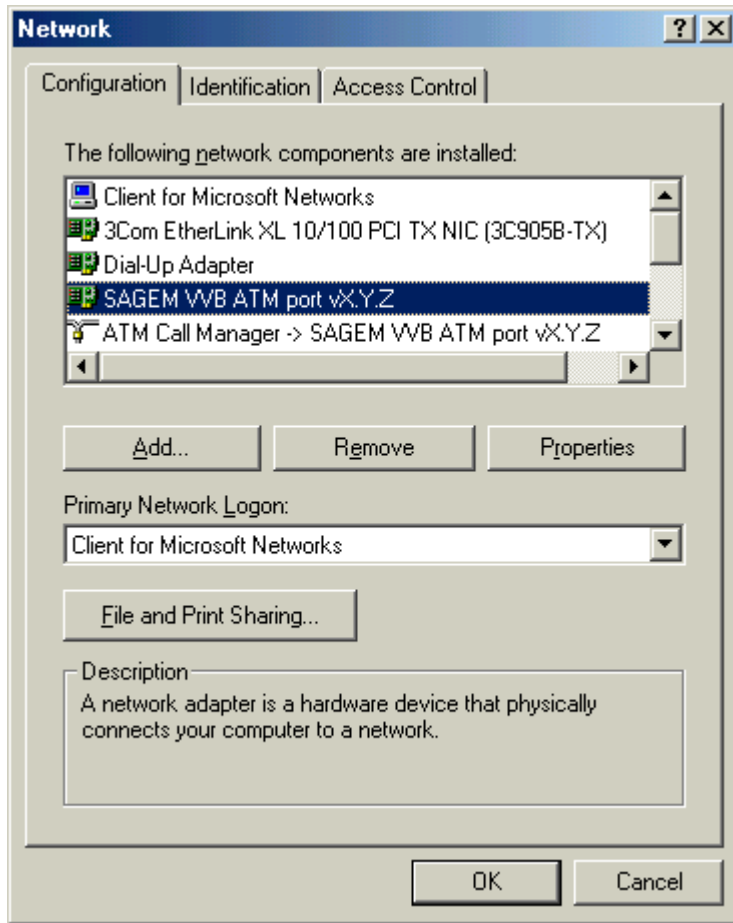 Network
Configuration
Identification
Access Control
The following network components are installed:
Client for Microsoft Networks
3Com EtherLink XL 10/100 PCI TX NIC (3C905B-TX)
Dial-Up Adapter
SAGEM VVB ATM port vX.Y.Z
ATM Call Manager -> SAGEM VVB ATM port vX.Y.Z
Add...
Remove
Properties
Primary Network Logon:
Client for Microsoft Networks
File and Print Sharing...
Description
A network adapter is a hardware device that physically
connects your computer to a network.
OK
Cancel